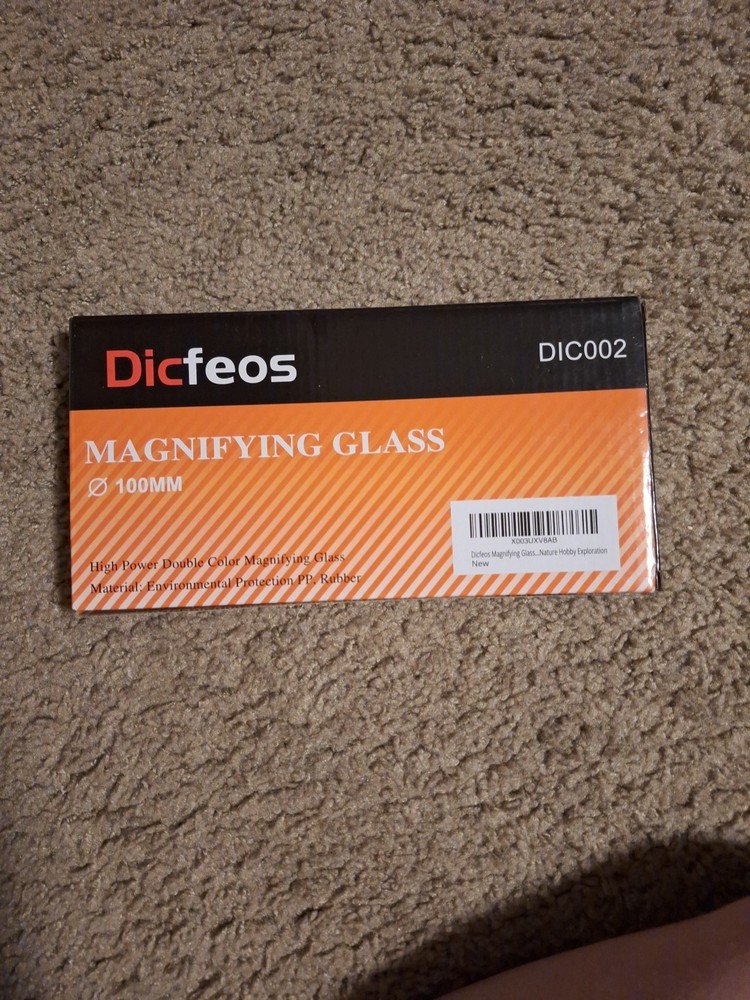 Dicfeos
DIC002
MAGNIFYING GLASS
Ø 100MM
High Power Double Color Magnifying Glass
Material: Environmental Protection PP, Rubber
X003UXV8AB
Dicfeos Magnifying Glass...Nature Hobby Exploration
New